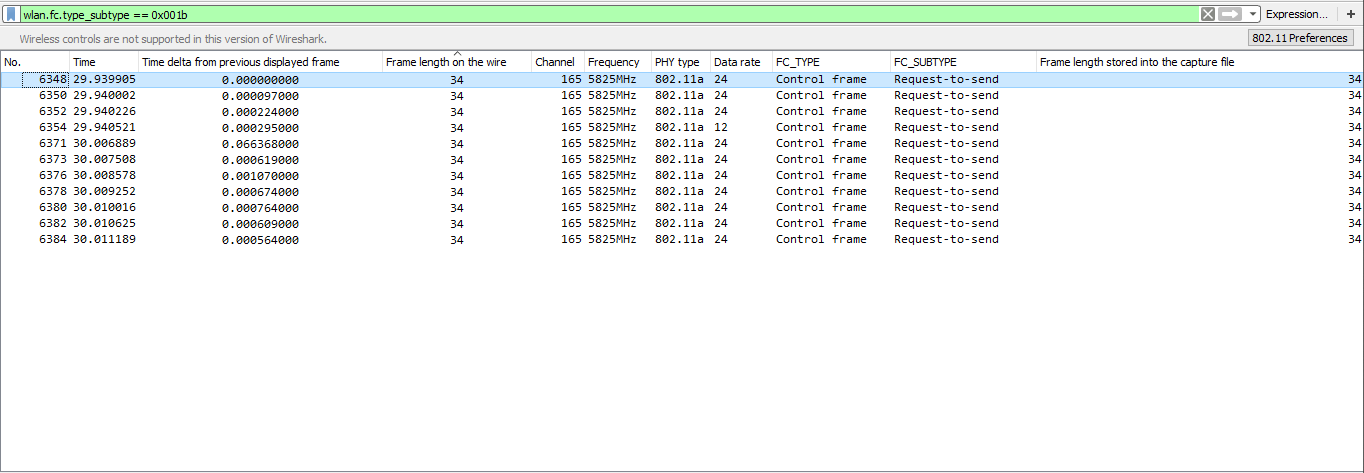 wlan.fc.type_subtype == 0x001b Expression... +
Wireless controls are not supported in this version of Wireshark. 802.11 Preferences
No. Time Time delta from previous displayed frame Frame length on the wire Channel Frequency PHY type Data rate FC_TYPE FC_SUBTYPE Frame length stored into the capture file
6348 29.939905 0.000000000 34 165 5825MHz 802.11a 24 Control frame Request-to-send 34
6350 29.940002 0.000097000 34 165 5825MHz 802.11a 24 Control frame Request-to-send 34
6352 29.940226 0.000224000 34 165 5825MHz 802.11a 24 Control frame Request-to-send 34
6354 29.940521 0.000295000 34 165 5825MHz 802.11a 12 Control frame Request-to-send 34
6371 30.006889 0.066368000 34 165 5825MHz 802.11a 24 Control frame Request-to-send 34
6373 30.007508 0.000619000 34 165 5825MHz 802.11a 24 Control frame Request-to-send 34
6376 30.008578 0.001070000 34 165 5825MHz 802.11a 24 Control frame Request-to-send 34
6378 30.009252 0.000674000 34 165 5825MHz 802.11a 24 Control frame Request-to-send 34
6380 30.010016 0.000764000 34 165 5825MHz 802.11a 24 Control frame Request-to-send 34
6382 30.010625 0.000609000 34 165 5825MHz 802.11a 24 Control frame Request-to-send 34
6384 30.011189 0.000564000 34 165 5825MHz 802.11a 24 Control frame Request-to-send 34